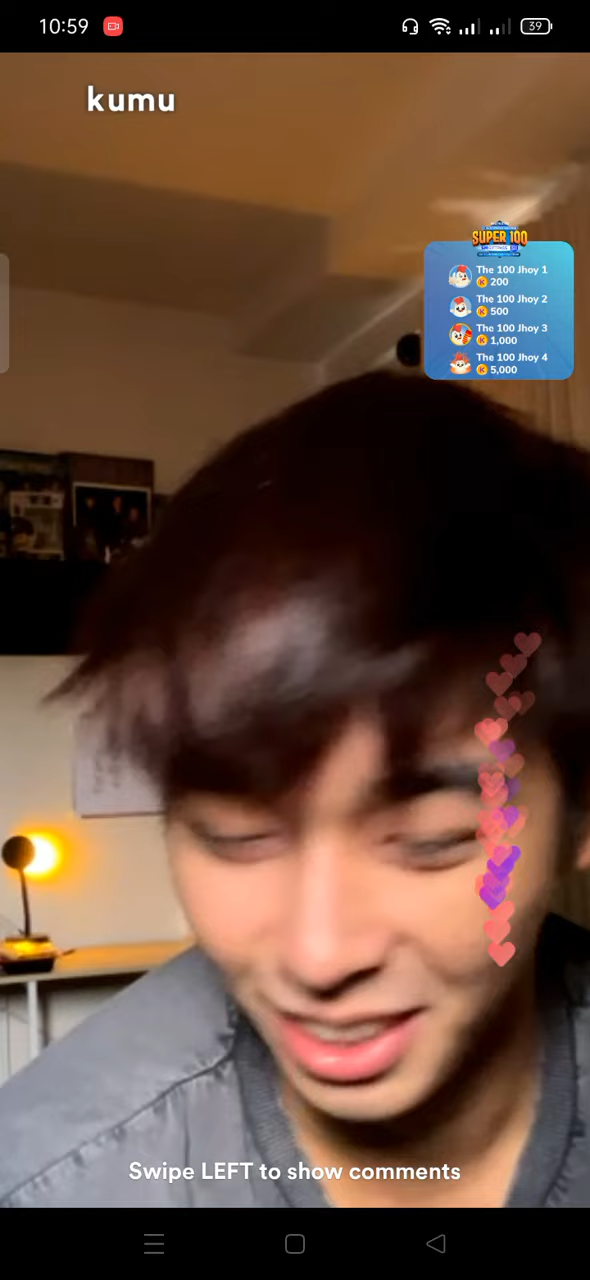 10:59
39
kumu
SUPER 100
The 100 Jhoy 1
K 200
The 100 Jhoy 2
K 500
The 100 Jhoy 3
K 1,000
The 100 Jhoy 4
K 5,000
Swipe LEFT to show comments